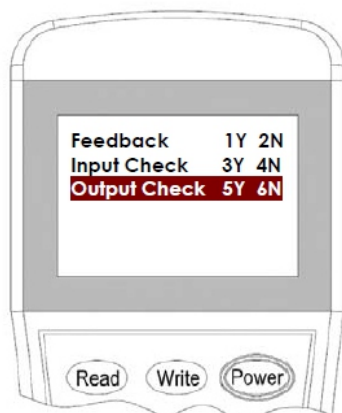 Feedback 1Y 2N
Input Check 3Y 4N
Output Check 5Y 6N
Read Write Power